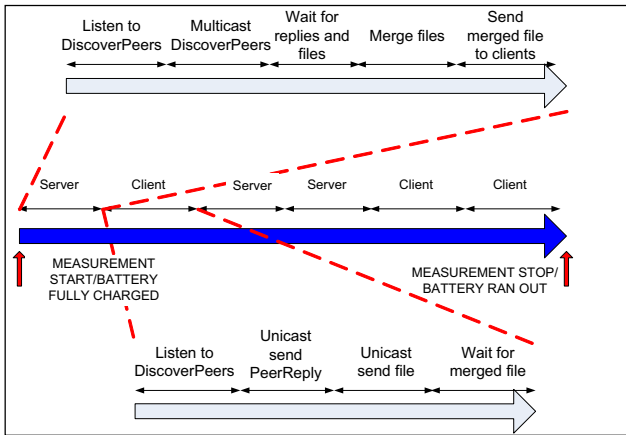 Listen to
DiscoverPeers
Multicast
DiscoverPeers
Wait for
replies and
files
Merge files
Send
merged file
to clients
Server
Client
Server
Server
Client
Client
MEASUREMENT
START/BATTERY
FULLY CHARGED
MEASUREMENT STOP/
BATTERY RAN OUT
Listen to
DiscoverPeers
Unicast
send
PeerReply
Unicast
send file
Wait for
merged file